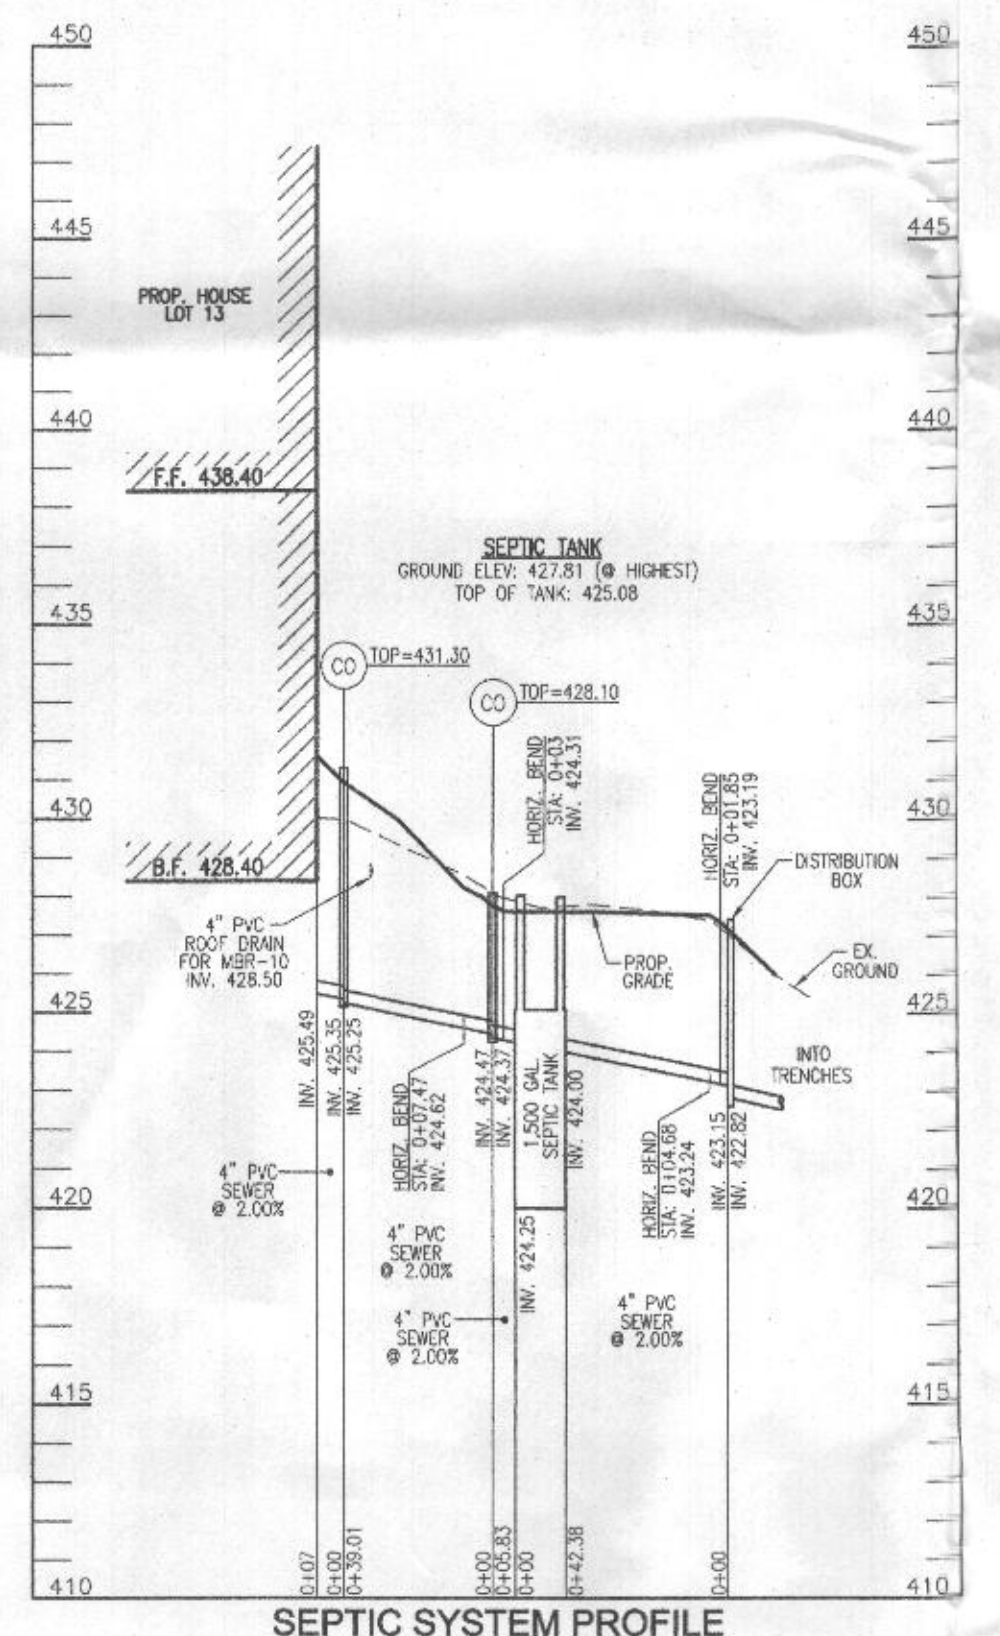 450
450
445
445
PROP. HOUSE
LOT 13
440
440
F.F. 438.40
SEPTIC TANK
GROUND ELEV: 427.81 (@ HIGHEST)
TOP OF TANK: 425.08
435
435
CO
TOP=431.30
CO
TOP=428.10
HORIZ. BEND
STA: 0+03
INV. 424.31
HORIZ. BEND
STA: 0+01.85
INV. 423.19
430
430
B.F. 428.40
DISTRIBUTION
BOX
4" PVC
ROOF DRAIN
FOR MBR-10
INV. 428.50
PROP.
GRADE
EX.
GROUND
425
425
INV. 425.49
INV. 425.35
INV. 425.25
HORIZ. BEND
STA: 0+07.47
INV. 424.62
INV. 424.47
INV. 424.37
1,500 GAL.
SEPTIC TANK
INV. 424.00
INTO
TRENCHES
HORIZ. BEND
STA: 0+04.68
INV. 423.24
INV. 423.15
INV. 422.82
4" PVC
SEWER
@ 2.00%
420
420
4" PVC
SEWER
@ 2.00%
INV. 424.25
4" PVC
SEWER
@ 2.00%
4" PVC
SEWER
@ 2.00%
415
415
0+07
0+00
0+39.01
0+00
0+05.83
0+00
0+42.38
0+00
410
410
SEPTIC SYSTEM PROFILE